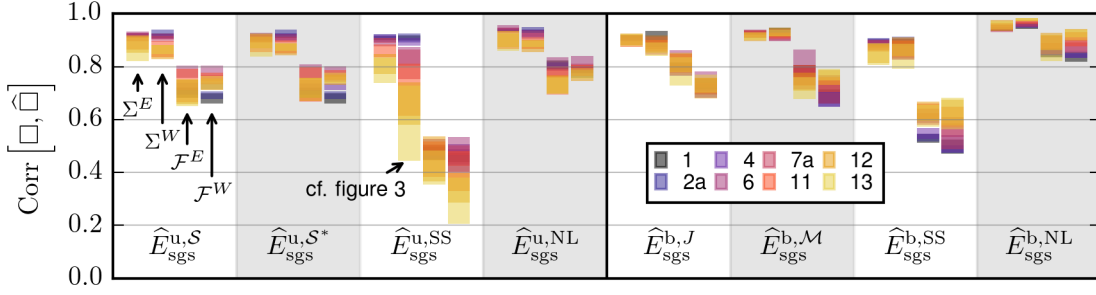 Corr [□, □̂]
1.0
0.8
0.6
0.4
0.2
0.0
Σ^E
Σ^W
ℱ^E
ℱ^W
cf. figure 3
1 4 7a 12
2a 6 11 13
Ê_sgs^{u,𝒮} Ê_sgs^{u,𝒮*} Ê_sgs^{u,SS} Ê_sgs^{u,NL} Ê_sgs^{b,J} Ê_sgs^{b,ℳ} Ê_sgs^{b,SS} Ê_sgs^{b,NL}